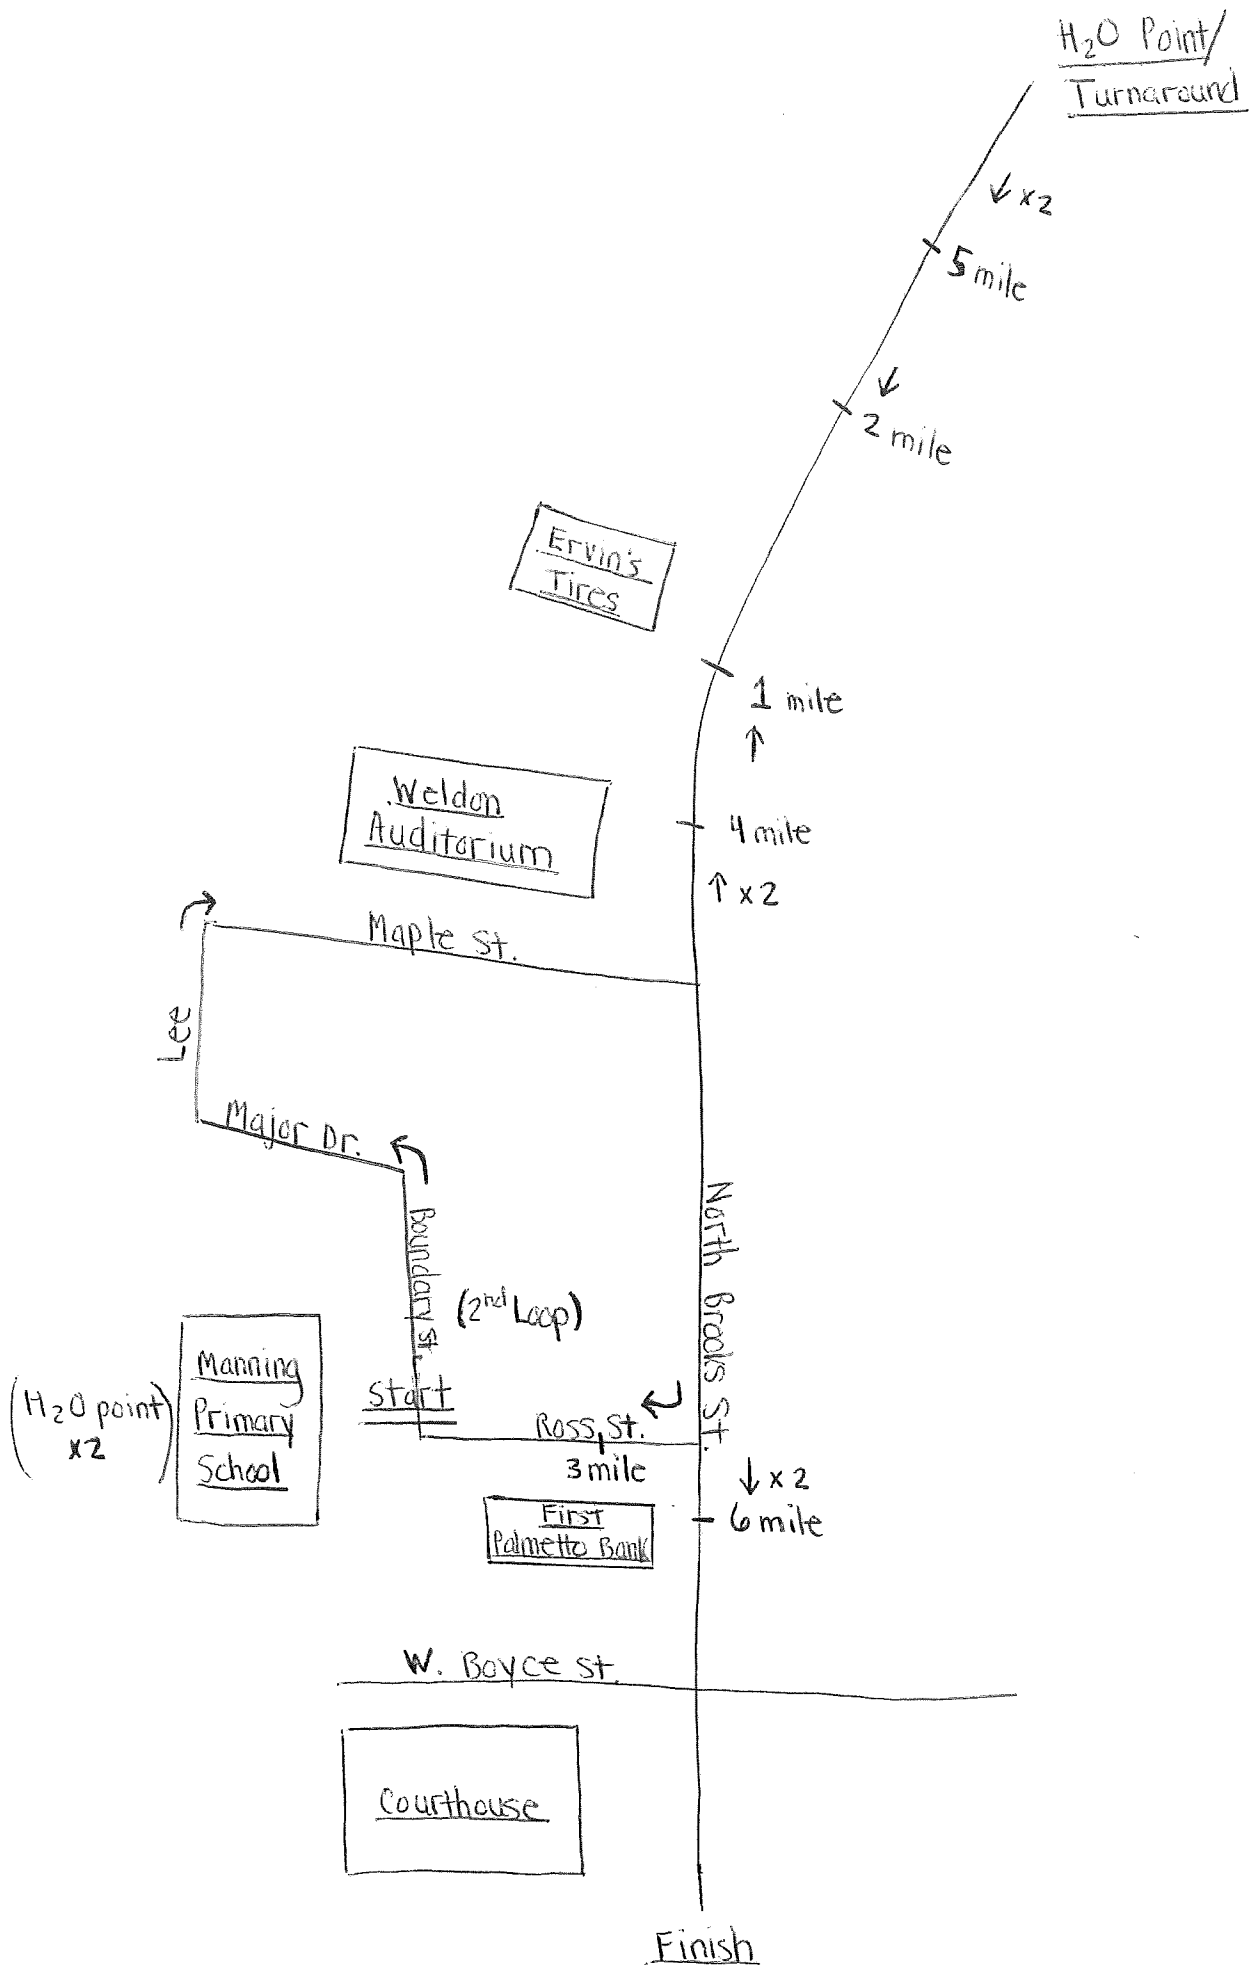 H₂O Point/
Turnaround
↓ x2
5 mile
↓
2 mile
Ervin's
Tires
1 mile
↑
Weldon
Auditorium
4 mile
↑ x2
Maple St.
Lee
Major Dr.
North Brooks St.
Boundary St.
(2nd Loop)
Manning
Primary
School
(H₂O point)
x2
Start
Ross St.
3 mile
↓ x2
6 mile
First
Palmetto Bank
W. Boyce St.
Courthouse
Finish